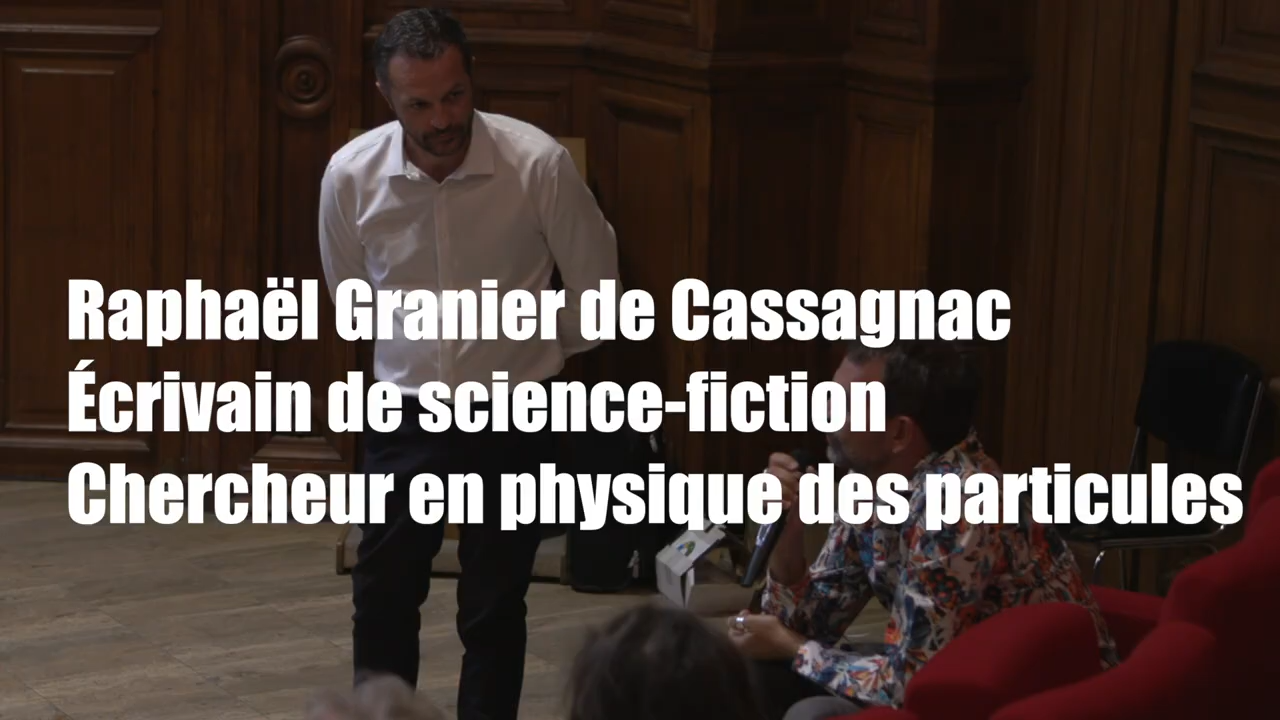 Raphaël Granier de Cassagnac
Écrivain de science-fiction
Chercheur en physique des particules